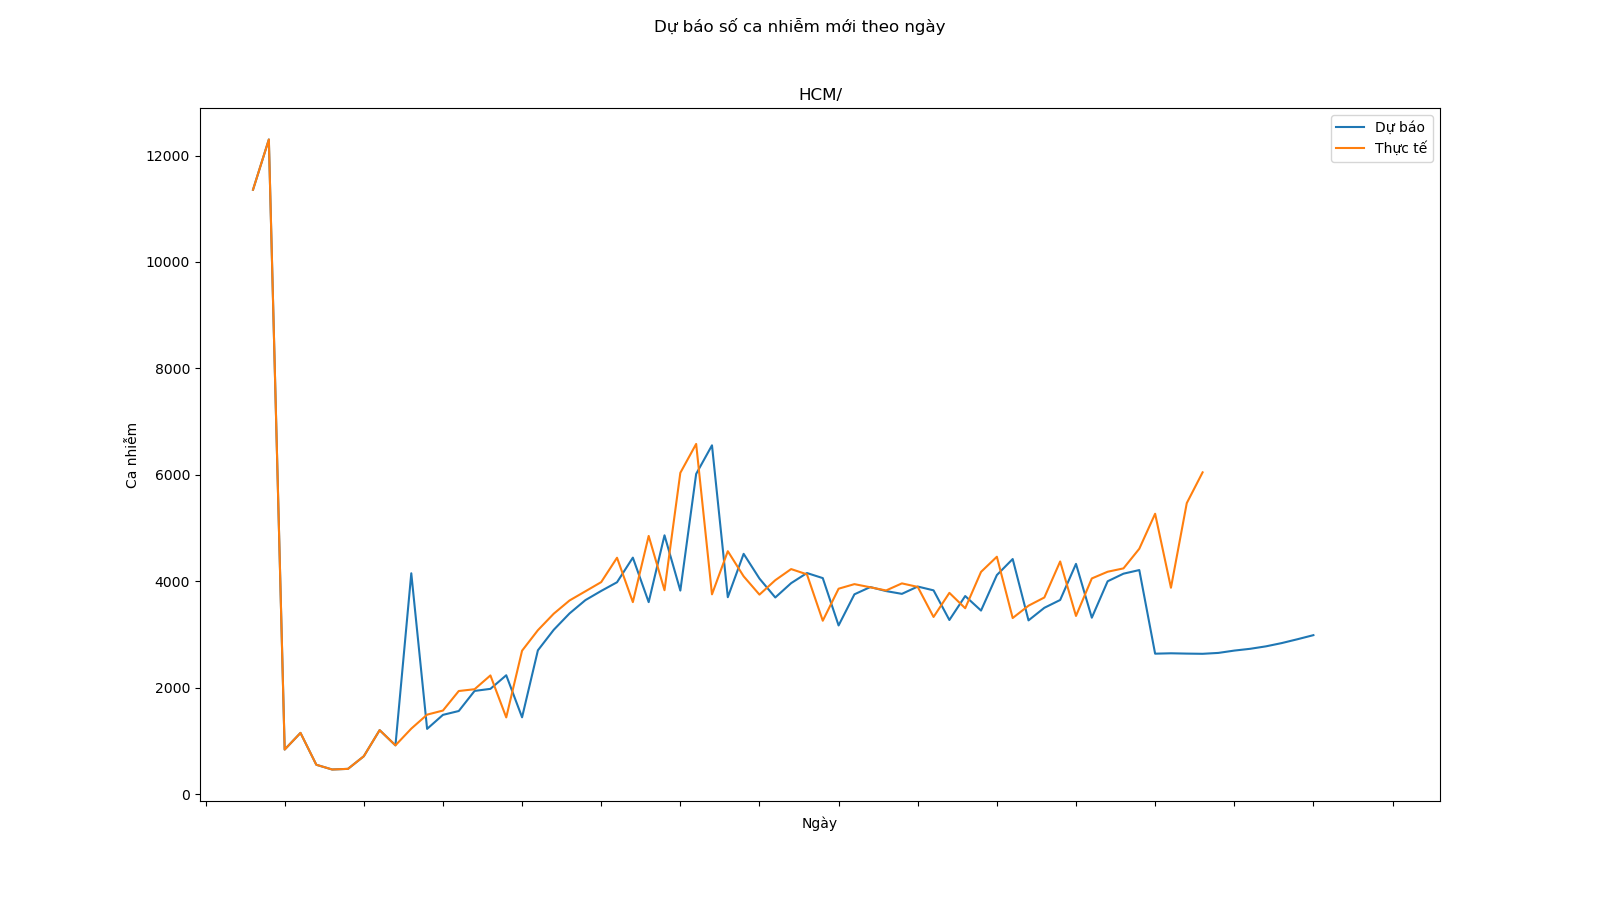 Dự báo số ca nhiễm mới theo ngày
HCM/
Dự báo
Thực tế
12000
10000
8000
6000
4000
2000
0
Ca nhiễm
Ngày